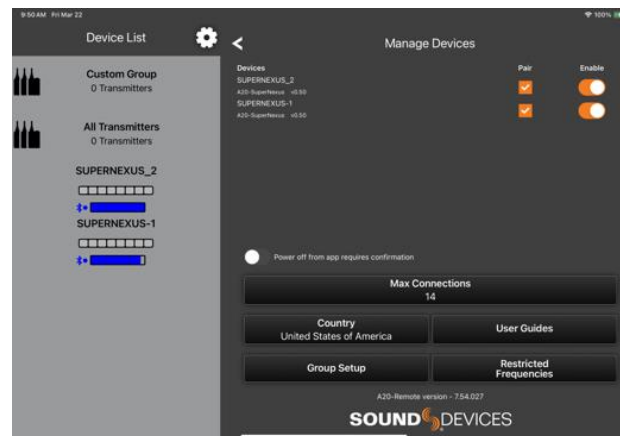 9:50 AM Fri Mar 22
100%
Device List
Custom Group
0 Transmitters
All Transmitters
0 Transmitters
SUPERNEXUS_2
SUPERNEXUS-1
<
Manage Devices
Devices
Pair
Enable
SUPERNEXUS_2
A20-SuperNexus v0.50
SUPERNEXUS-1
A20-SuperNexus v0.50
Power off from app requires confirmation
Max Connections
14
Country
United States of America
User Guides
Group Setup
Restricted
Frequencies
A20-Remote version - 7.54.027
SOUND DEVICES